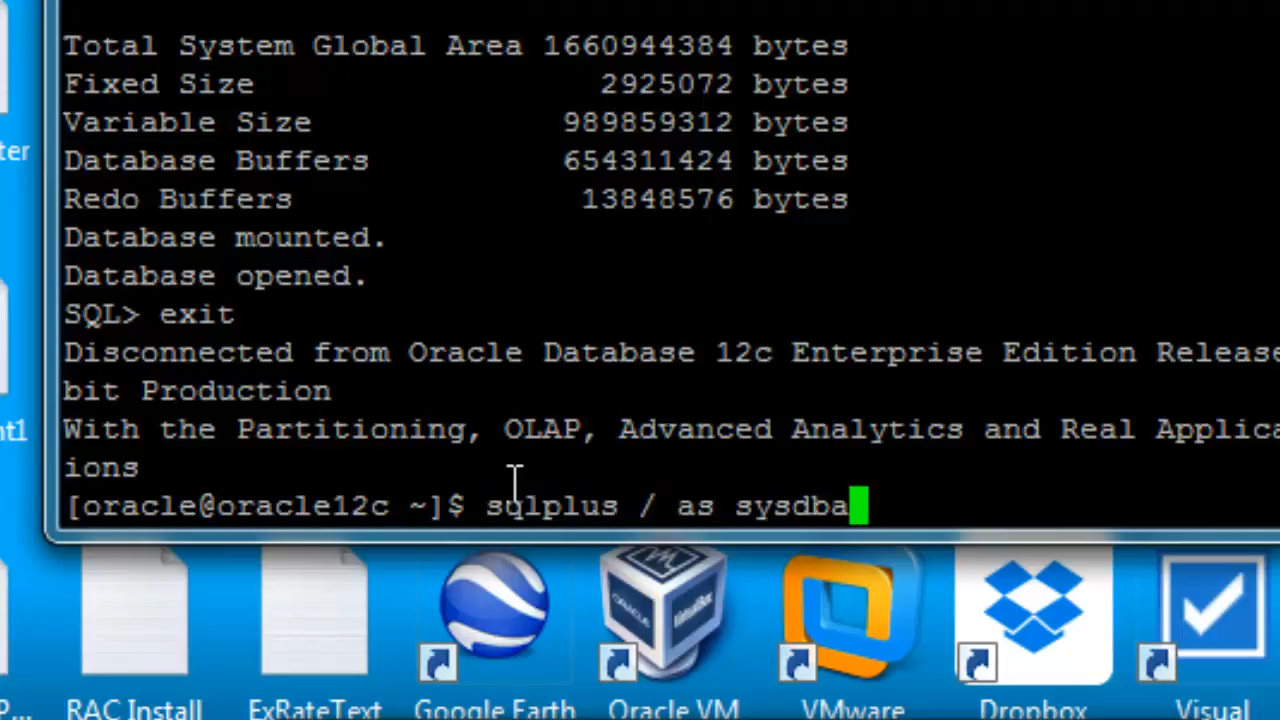 Total System Global Area 1660944384 bytes
Fixed Size 2925072 bytes
Variable Size 989859312 bytes
Database Buffers 654311424 bytes
Redo Buffers 13848576 bytes
Database mounted.
Database opened.
SQL> exit
Disconnected from Oracle Database 12c Enterprise Edition Release
bit Production
With the Partitioning, OLAP, Advanced Analytics and Real Applica
ions
[oracle@oracle12c ~]$ sqlplus / as sysdba
ter
nt1
P...
RAC Install
ExRateText
Google Earth
Oracle VM
VMware
Dropbox
Visual